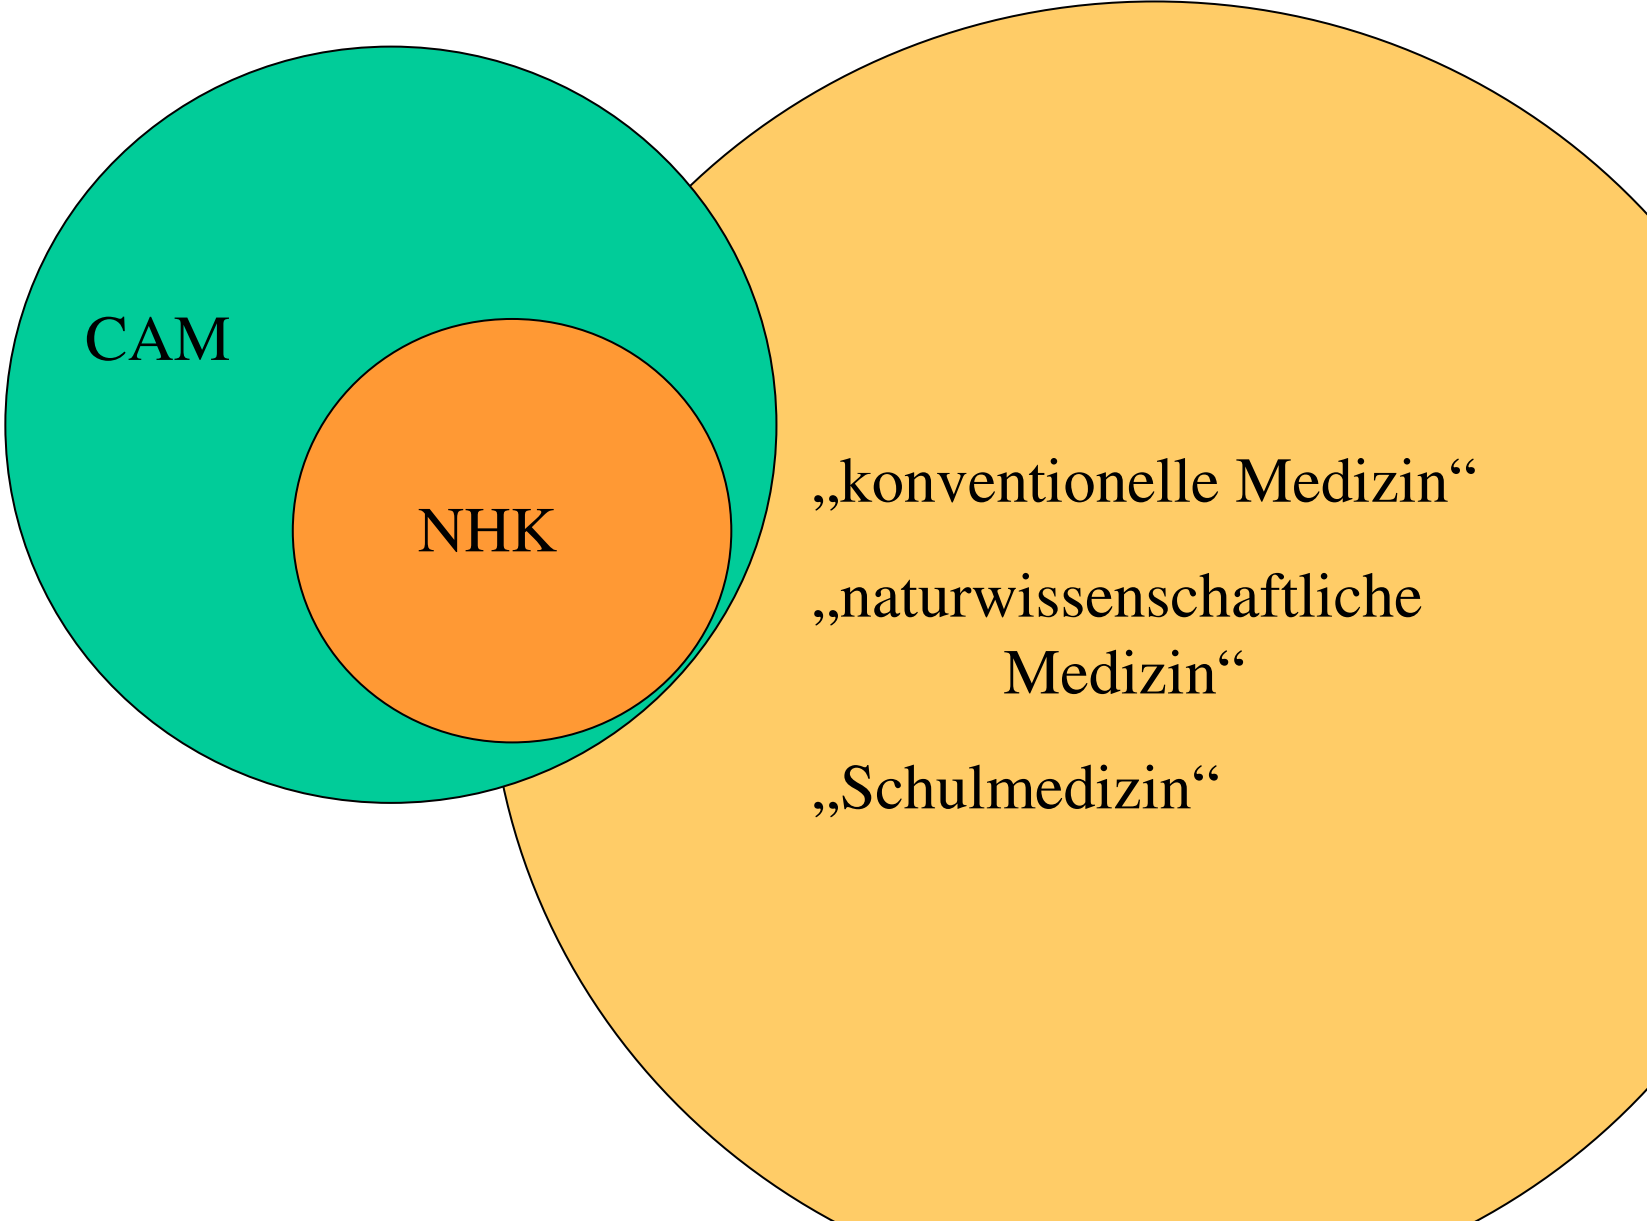 CAM
NHK
„konventionelle Medizin“
„naturwissenschaftliche
Medizin“
„Schulmedizin“